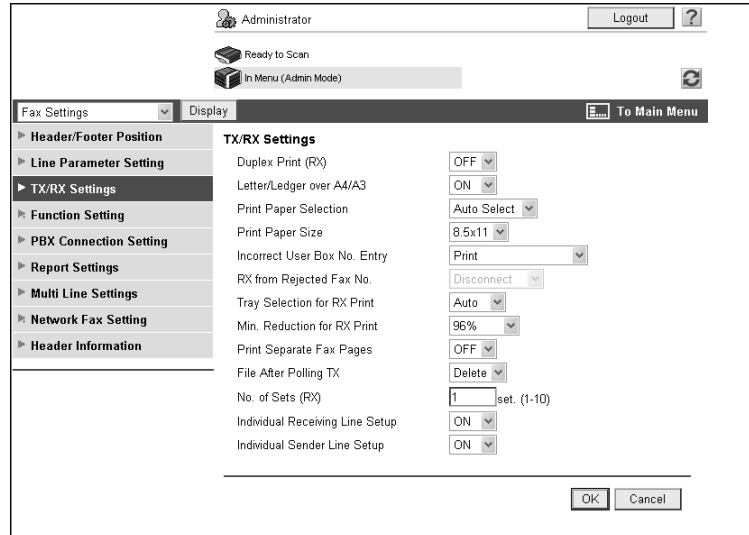 Administrator
Logout
?
Ready to Scan
In Menu (Admin Mode)
Fax Settings
Display
To Main Menu
Header/Footer Position
Line Parameter Setting
TX/RX Settings
Function Setting
PBX Connection Setting
Report Settings
Multi Line Settings
Network Fax Setting
Header Information
TX/RX Settings
Duplex Print (RX) OFF
Letter/Ledger over A4/A3 ON
Print Paper Selection Auto Select
Print Paper Size 8.5x11
Incorrect User Box No. Entry Print
RX from Rejected Fax No. Disconnect
Tray Selection for RX Print Auto
Min. Reduction for RX Print 96%
Print Separate Fax Pages OFF
File After Polling TX Delete
No. of Sets (RX) 1 set. (1-10)
Individual Receiving Line Setup ON
Individual Sender Line Setup ON
OK Cancel